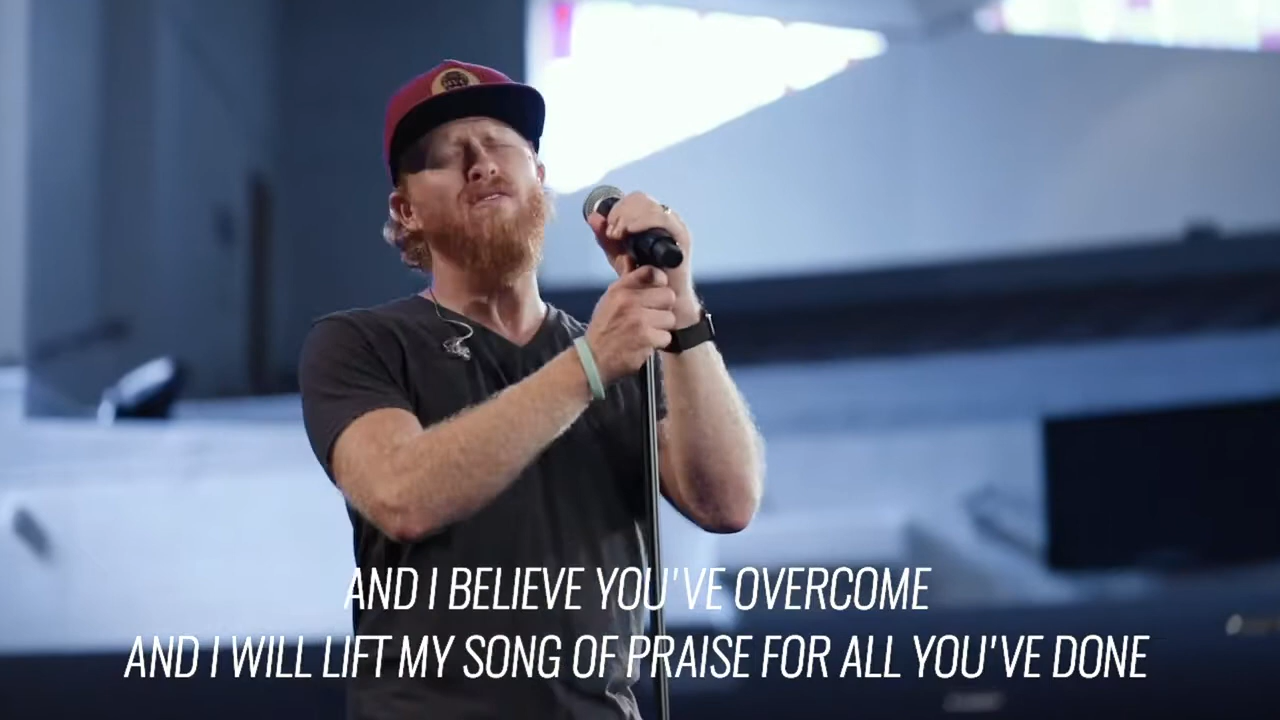 AND I BELIEVE YOU'VE OVERCOME
AND I WILL LIFT MY SONG OF PRAISE FOR ALL YOU'VE DONE